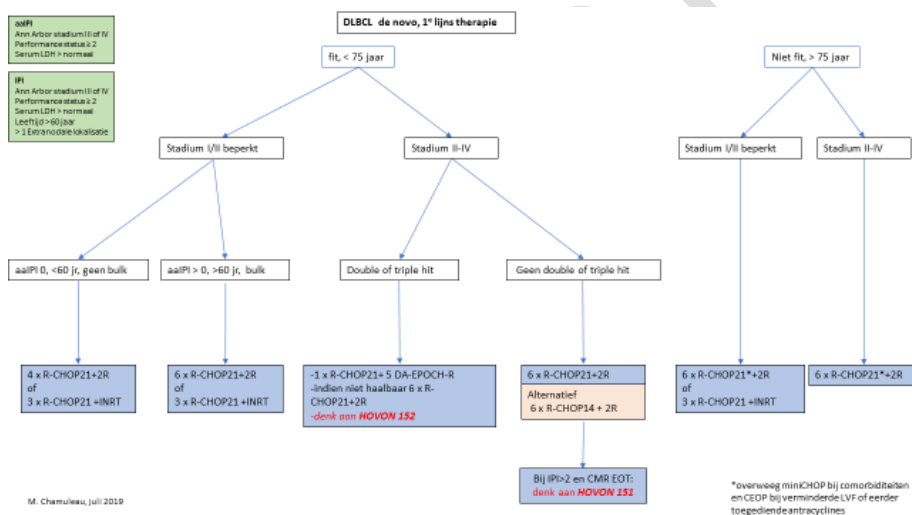 aaIPI
Ann Arbor stadium III of IV
Performance status ≥ 2
Serum LDH > normaal
IPI
Ann Arbor stadium III of IV
Performance status ≥ 2
Serum LDH > normaal
Leeftijd >60 jaar
> 1 Extranodale lokalisatie
DLBCL de novo, 1e lijns therapie
fit, < 75 jaar
Niet fit, > 75 jaar
Stadium I/II beperkt
Stadium II-IV
Stadium I/II beperkt
Stadium II-IV
aaIPI 0, <60 jr, geen bulk
aaIPI > 0, >60 jr, bulk
Double of triple hit
Geen double of triple hit
4 x R-CHOP21+2R
of
3 x R-CHOP21 +INRT
6 x R-CHOP21+2R
of
3 x R-CHOP21 +INRT
-1 x R-CHOP21+ 5 DA-EPOCH-R
-indien niet haalbaar 6 x R-
CHOP21+2R
-denk aan HOVON 152
6 x R-CHOP21+2R
Alternatief
6 x R-CHOP14 + 2R
6 x R-CHOP21*+2R
of
3 x R-CHOP21 +INRT
6 x R-CHOP21*+2R
Bij IPI>2 en CMR EOT:
denk aan HOVON 151
M. Chamuleau, juli 2019
*overweeg miniCHOP bij comorbiditeiten
en CEOP bij verminderde LVF of eerder
toegediende antracyclines